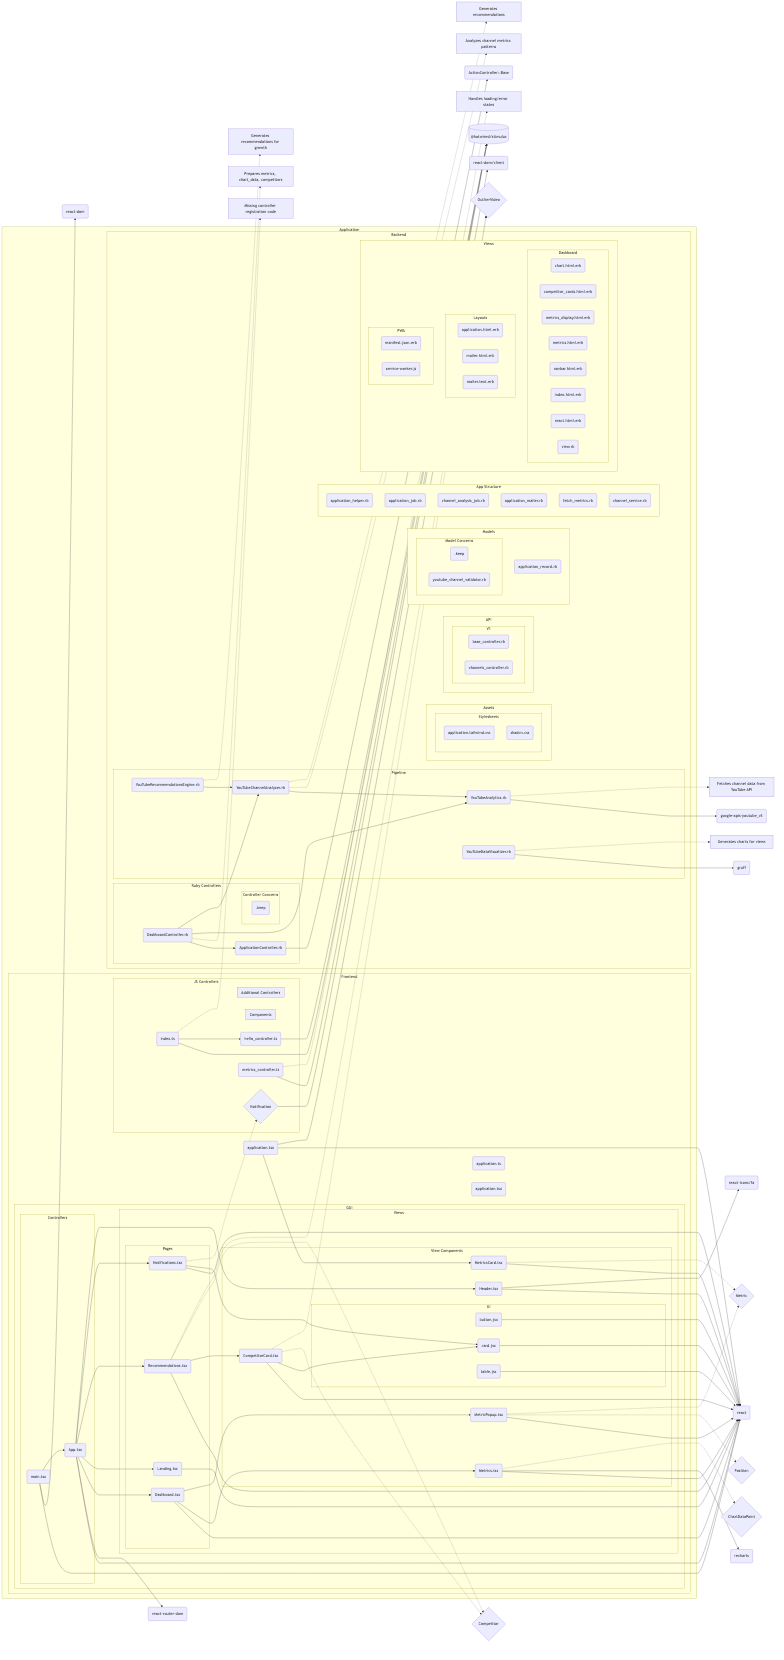 Generates
recommendations
Analyzes channel metrics
patterns
ActionController::Base
Handles loading/error
states
@hotwired/stimulus
react-dom/client
OutlierVideo
Generates
recommendations for
growth
Prepares metrics,
chart_data, competitors
Missing controller
registration code
react-dom
Application
Backend
Views
PWA
manifest.json.erb
service-worker.js
Layouts
application.html.erb
mailer.html.erb
mailer.text.erb
Dashboard
chart.html.erb
competitor_cards.html.erb
metrics_display.html.erb
metrics.html.erb
navbar.html.erb
index.html.erb
react.html.erb
view.rb
App Structure
application_helper.rb
application_job.rb
channel_analysis_job.rb
application_mailer.rb
fetch_metrics.rb
channel_service.rb
Models
Model Concerns
.keep
youtube_channel_validator.rb
application_record.rb
API
V1
base_controller.rb
channels_controller.rb
Assets
Stylesheets
application.tailwind.css
shadcn.css
Pipeline
YouTubeRecommendationsEngine.rb
YouTubeChannelAnalyzer.rb
YouTubeAnalytics.rb
YouTubeDataVisualizer.rb
Fetches channel data from
YouTube API
google-apis-youtube_v3
Generates charts for views
gruff
Ruby Controllers
Controller Concerns
.keep
DashboardController.rb
ApplicationController.rb
Frontend
JS Controllers
Additional Controllers
Components
index.ts
hello_controller.ts
metrics_controller.ts
Notification
application.tsx
application.ts
application.tsx
GUI
Controllers
main.tsx
App.tsx
Views
Pages
Notifications.tsx
Recommendations.tsx
Landing.tsx
Dashboard.tsx
CompetitorCard.tsx
View Components
MetricsCard.tsx
Header.tsx
UI
button.jsx
card.jsx
table.jsx
MetricPopup.tsx
Metrics.tsx
react-icons/fa
Metric
react
Position
ChartDataPoint
recharts
react-router-dom
Competitor